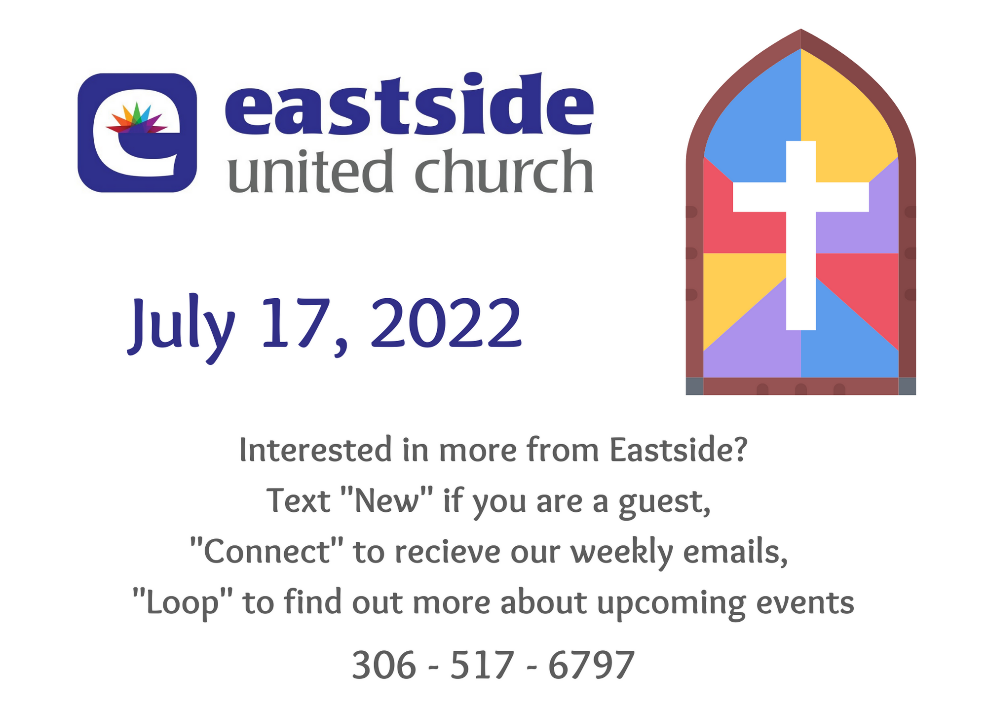 eastside
united church
July 17, 2022
Interested in more from Eastside?
Text "New" if you are a guest,
"Connect" to recieve our weekly emails,
"Loop" to find out more about upcoming events
306 - 517 - 6797